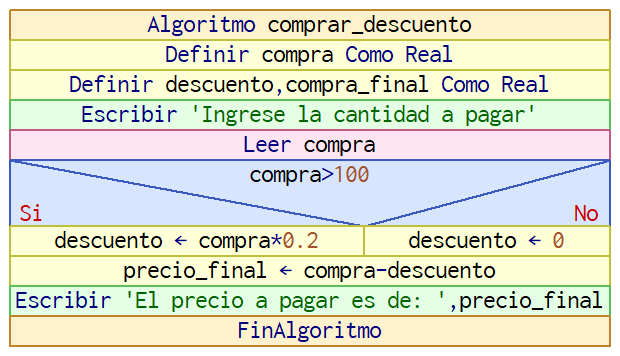 Algoritmo comprar_descuento
Definir compra Como Real
Definir descuento,compra_final Como Real
Escribir 'Ingrese la cantidad a pagar'
Leer compra
compra>100
Si
No
descuento ← compra*0.2
descuento ← 0
precio_final ← compra-descuento
Escribir 'El precio a pagar es de: ',precio_final
FinAlgoritmo